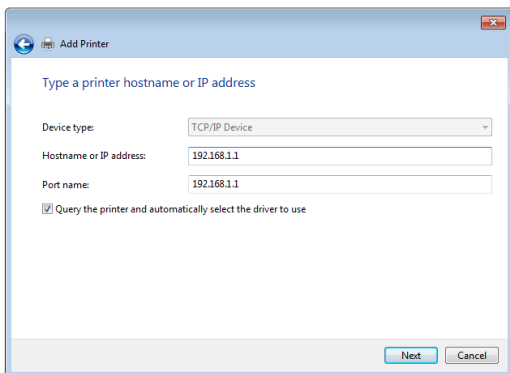 Add Printer
Type a printer hostname or IP address
Device type: TCP/IP Device
Hostname or IP address: 192.168.1.1
Port name: 192.168.1.1
Query the printer and automatically select the driver to use
Next Cancel